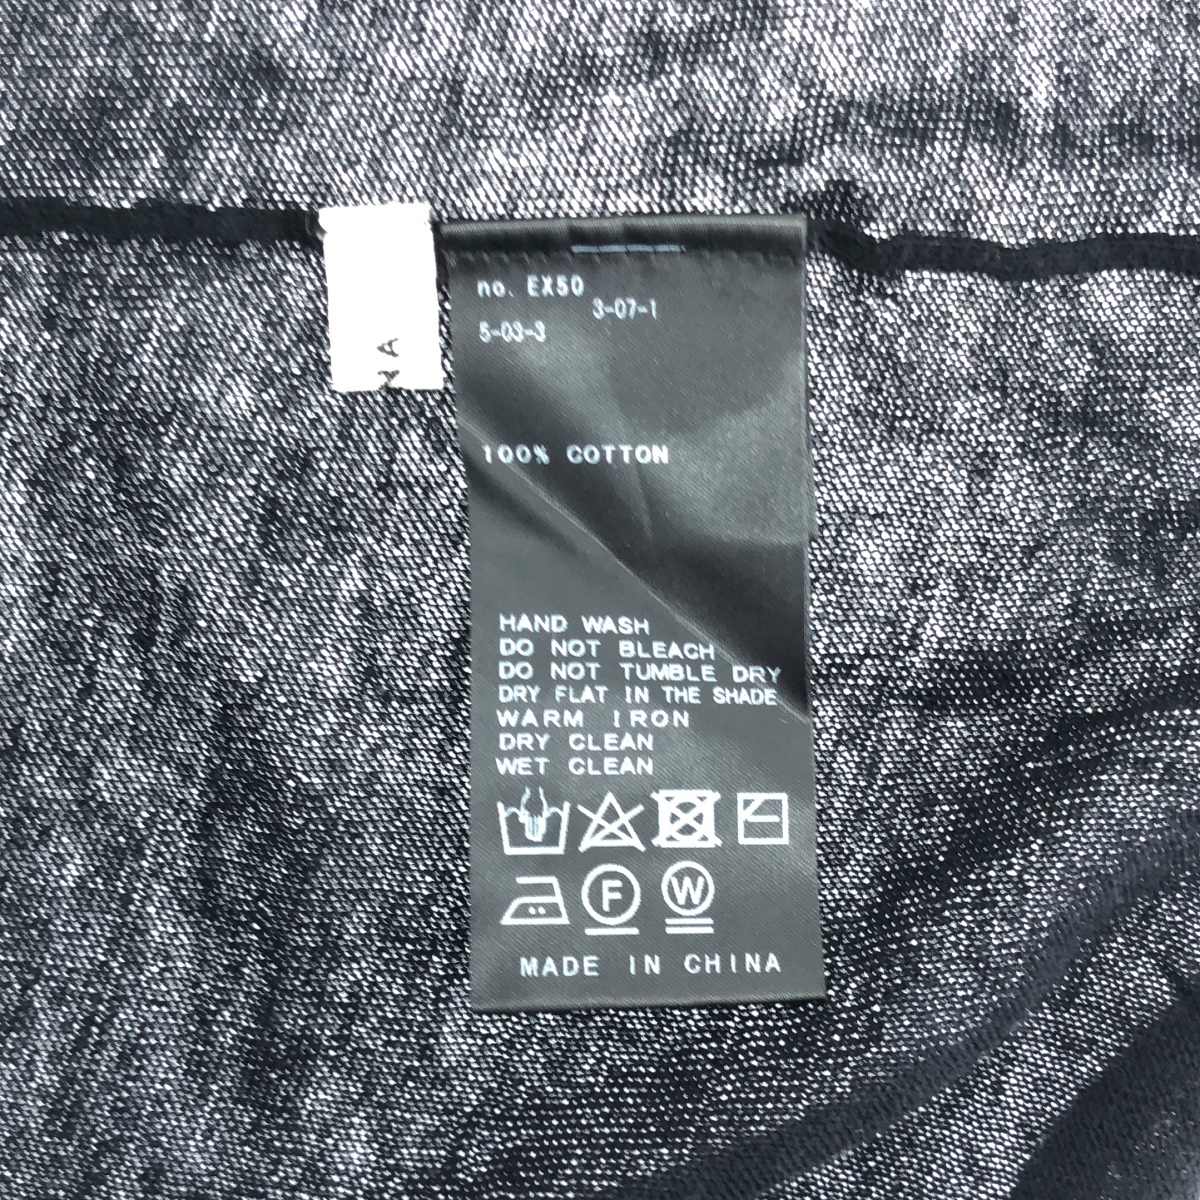 no. EX50
3-07-1
5-03-3
100% COTTON
HAND WASH
DO NOT BLEACH
DO NOT TUMBLE DRY
DRY FLAT IN THE SHADE
WARM IRON
DRY CLEAN
WET CLEAN
F W
MADE IN CHINA